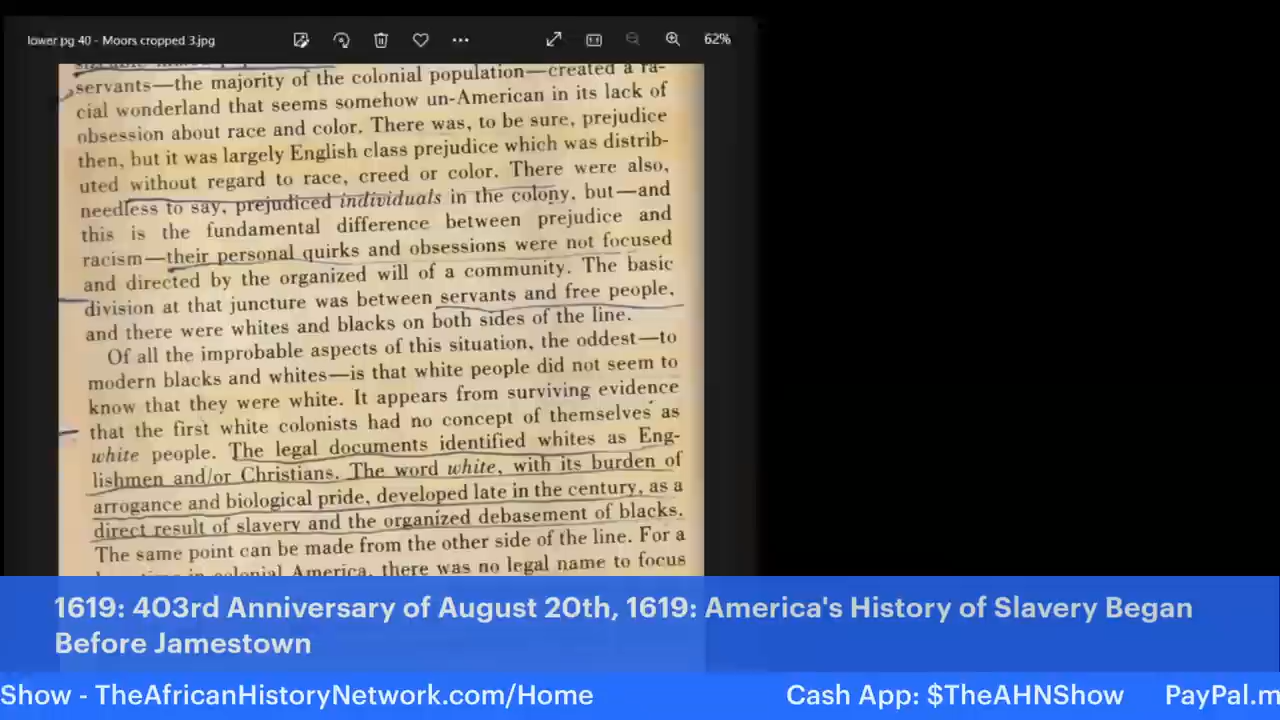 lower pg 40 - Moors cropped 3.jpg
62%
servants—the majority of the colonial population—created a ra-
cial wonderland that seems somehow un-American in its lack of
obsession about race and color. There was, to be sure, prejudice
then, but it was largely English class prejudice which was distrib-
uted without regard to race, creed or color. There were also,
needless to say, prejudiced individuals in the colony, but—and
this is the fundamental difference between prejudice and
racism—their personal quirks and obsessions were not focused
and directed by the organized will of a community. The basic
division at that juncture was between servants and free people,
and there were whites and blacks on both sides of the line.
Of all the improbable aspects of this situation, the oddest—to
modern blacks and whites—is that white people did not seem to
know that they were white. It appears from surviving evidence
that the first white colonists had no concept of themselves as
white people. The legal documents identified whites as Eng-
lishmen and/or Christians. The word white, with its burden of
arrogance and biological pride, developed late in the century, as a
direct result of slavery and the organized debasement of blacks.
The same point can be made from the other side of the line. For a
in colonial America, there was no legal name to focus
1619: 403rd Anniversary of August 20th, 1619: America's History of Slavery Began
Before Jamestown
Show - TheAfricanHistoryNetwork.com/Home Cash App: $TheAHNShow PayPal.m